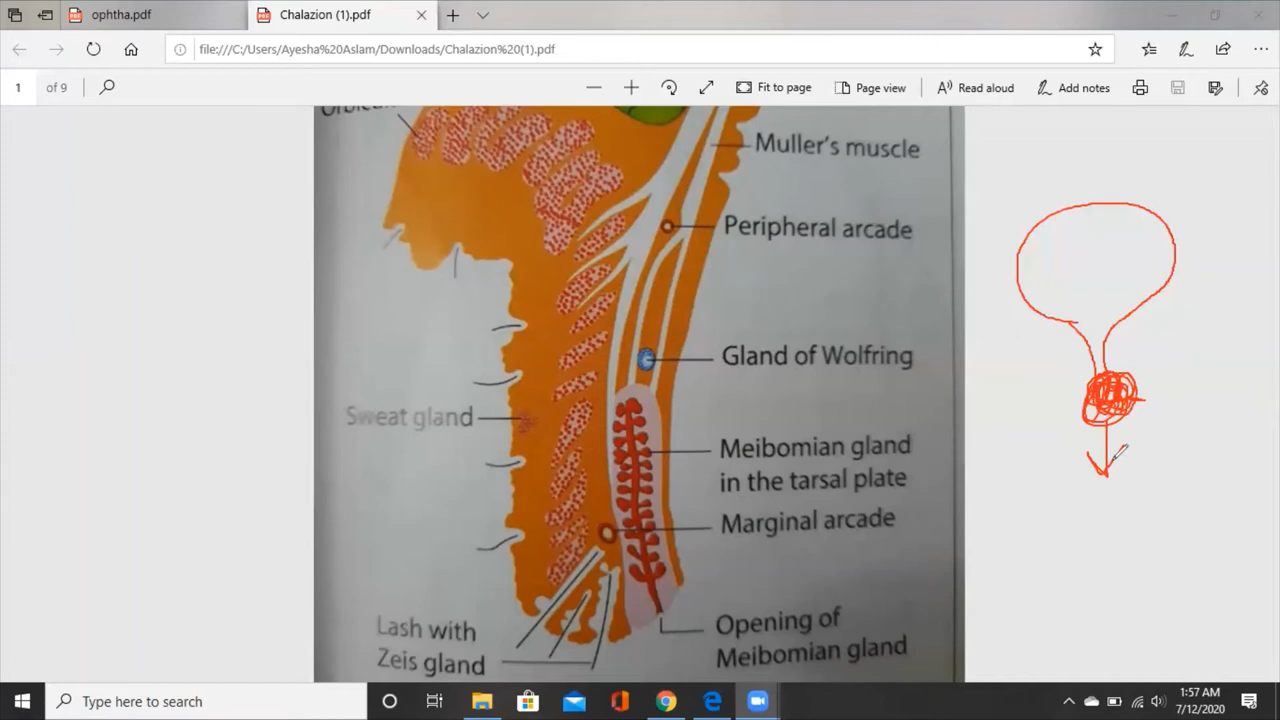 ophtha.pdf
Chalazion (1).pdf
file:///C:/Users/Ayesha%20Aslam/Downloads/Chalazion%20(1).pdf
1 of 9
Fit to page
Page view
Read aloud
Add notes
Muller's muscle
Peripheral arcade
Gland of Wolfring
Sweat gland
Meibomian gland
in the tarsal plate
Marginal arcade
Lash with
Zeis gland
Opening of
Meibomian gland
Type here to search
1:57 AM
7/12/2020